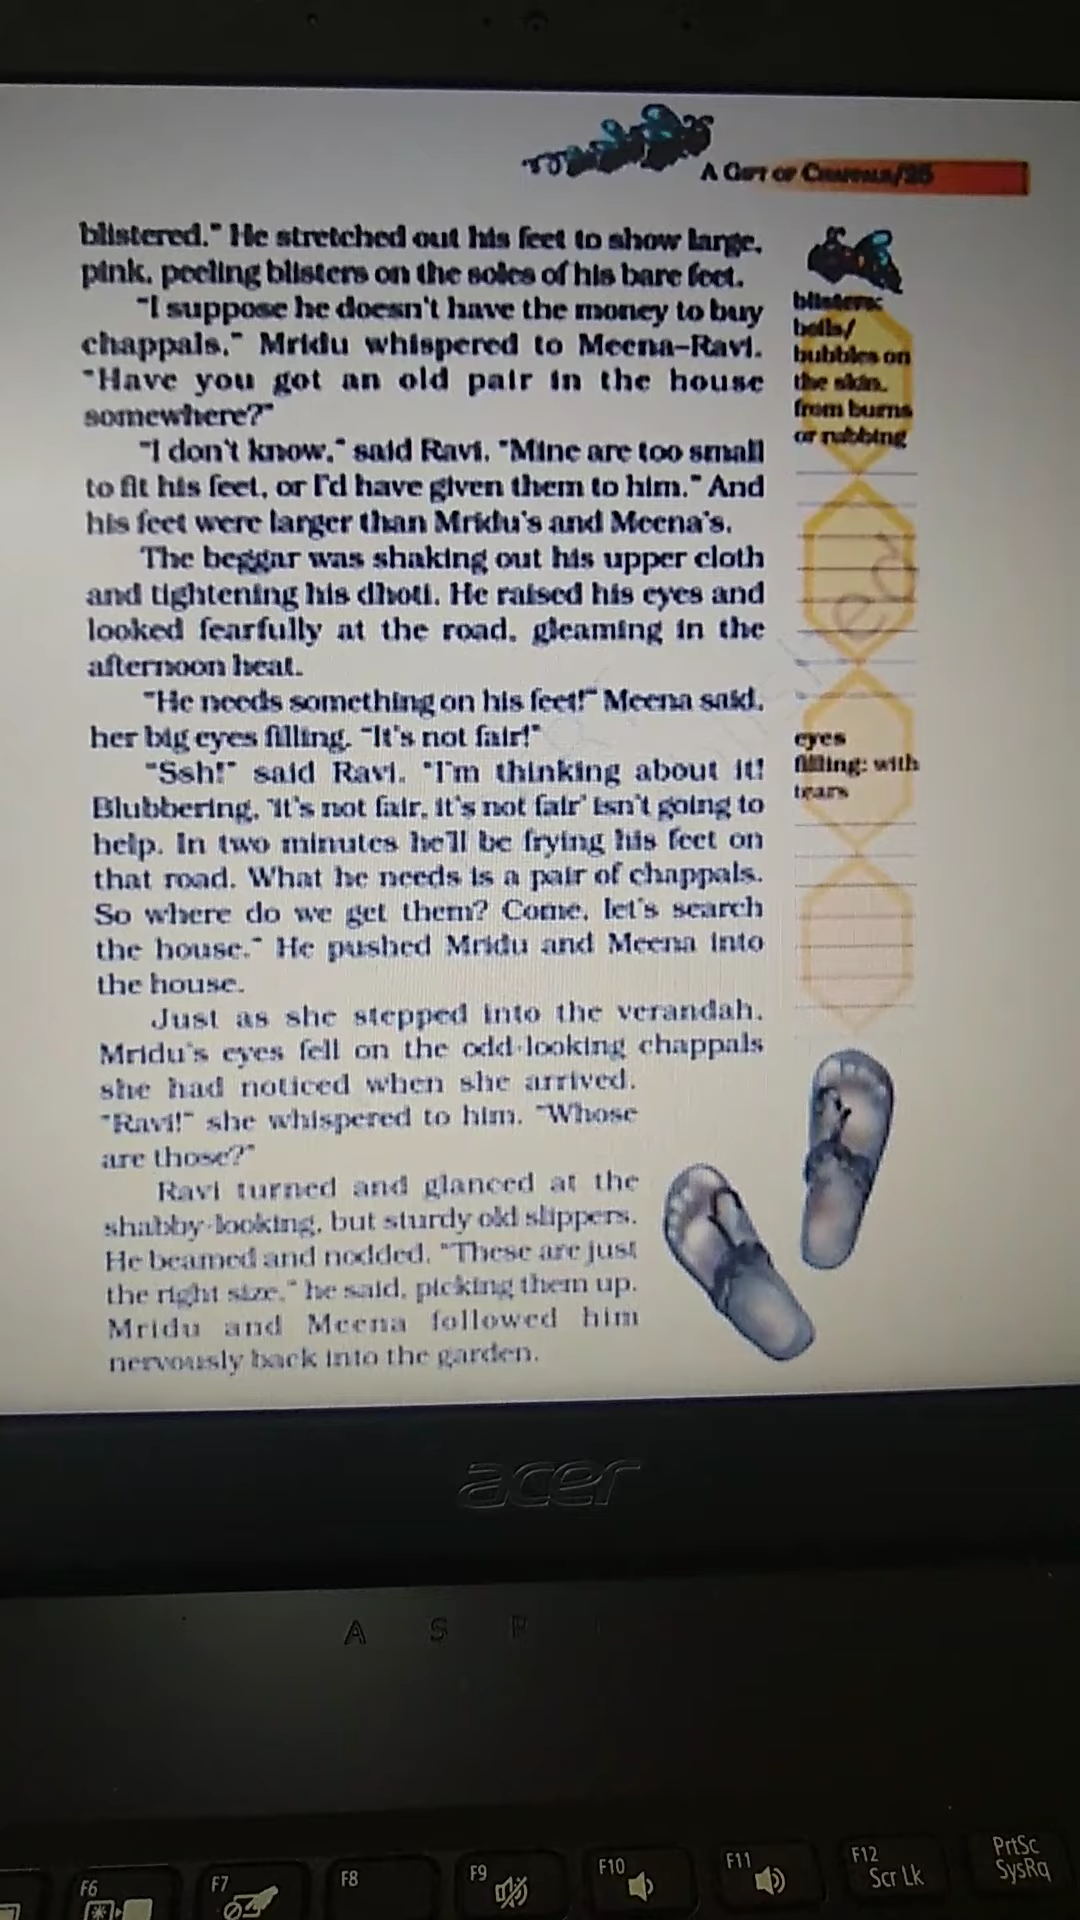 A GIFT OF CHAPPALS/25
blistered." He stretched out his feet to show large,
pink, peeling blisters on the soles of his bare feet.
"I suppose he doesn't have the money to buy
chappals," Mridu whispered to Meena–Ravi.
"Have you got an old pair in the house
somewhere?"
"I don't know," said Ravi. "Mine are too small
to fit his feet, or I'd have given them to him." And
his feet were larger than Mridu's and Meena's.
The beggar was shaking out his upper cloth
and tightening his dhoti. He raised his eyes and
looked fearfully at the road, gleaming in the
afternoon heat.
"He needs something on his feet!" Meena said,
her big eyes filling. "It's not fair!"
"Ssh!" said Ravi. "I'm thinking about it!
Blubbering, 'it's not fair, it's not fair' isn't going to
help. In two minutes he'll be frying his feet on
that road. What he needs is a pair of chappals.
So where do we get them? Come, let's search
the house." He pushed Mridu and Meena into
the house.
Just as she stepped into the verandah,
Mridu's eyes fell on the odd-looking chappals
she had noticed when she arrived.
"Ravi!" she whispered to him. "Whose
are those?"
Ravi turned and glanced at the
shabby-looking, but sturdy old slippers.
He beamed and nodded. "These are just
the right size," he said, picking them up.
Mridu and Meena followed him
nervously back into the garden.
blisters:
boils/
bubbles on
the skin,
from burns
or rubbing
eyes
filling: with
tears
acer
A S P
F6
F7
F8
F9
F10
F11
F12
Scr Lk
PrtSc
SysRq